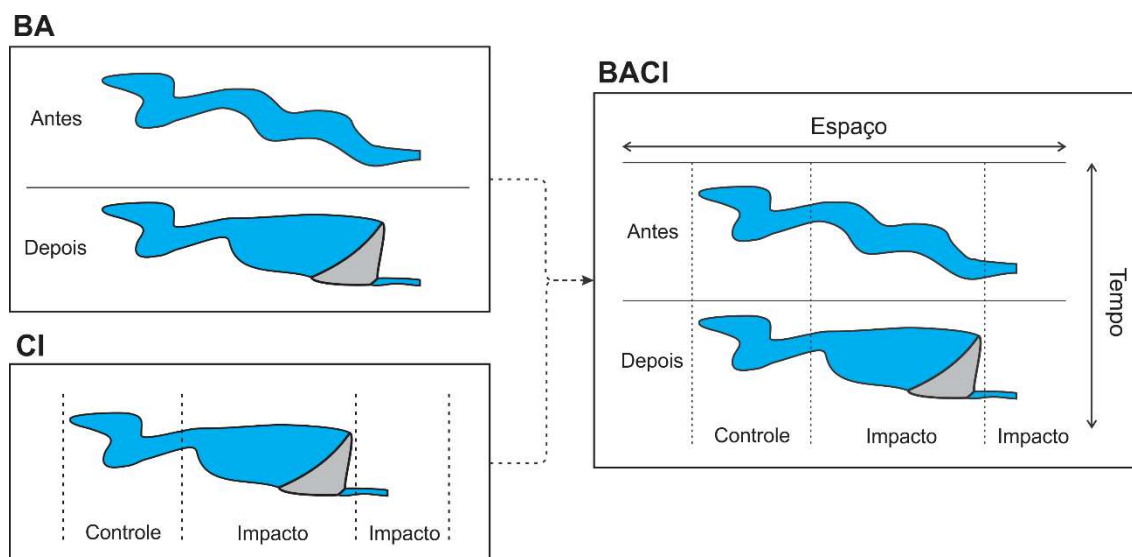 BA
Antes
Depois
CI
Controle Impacto Impacto
BACI
Espaço
Antes
Depois
Tempo
Controle Impacto Impacto